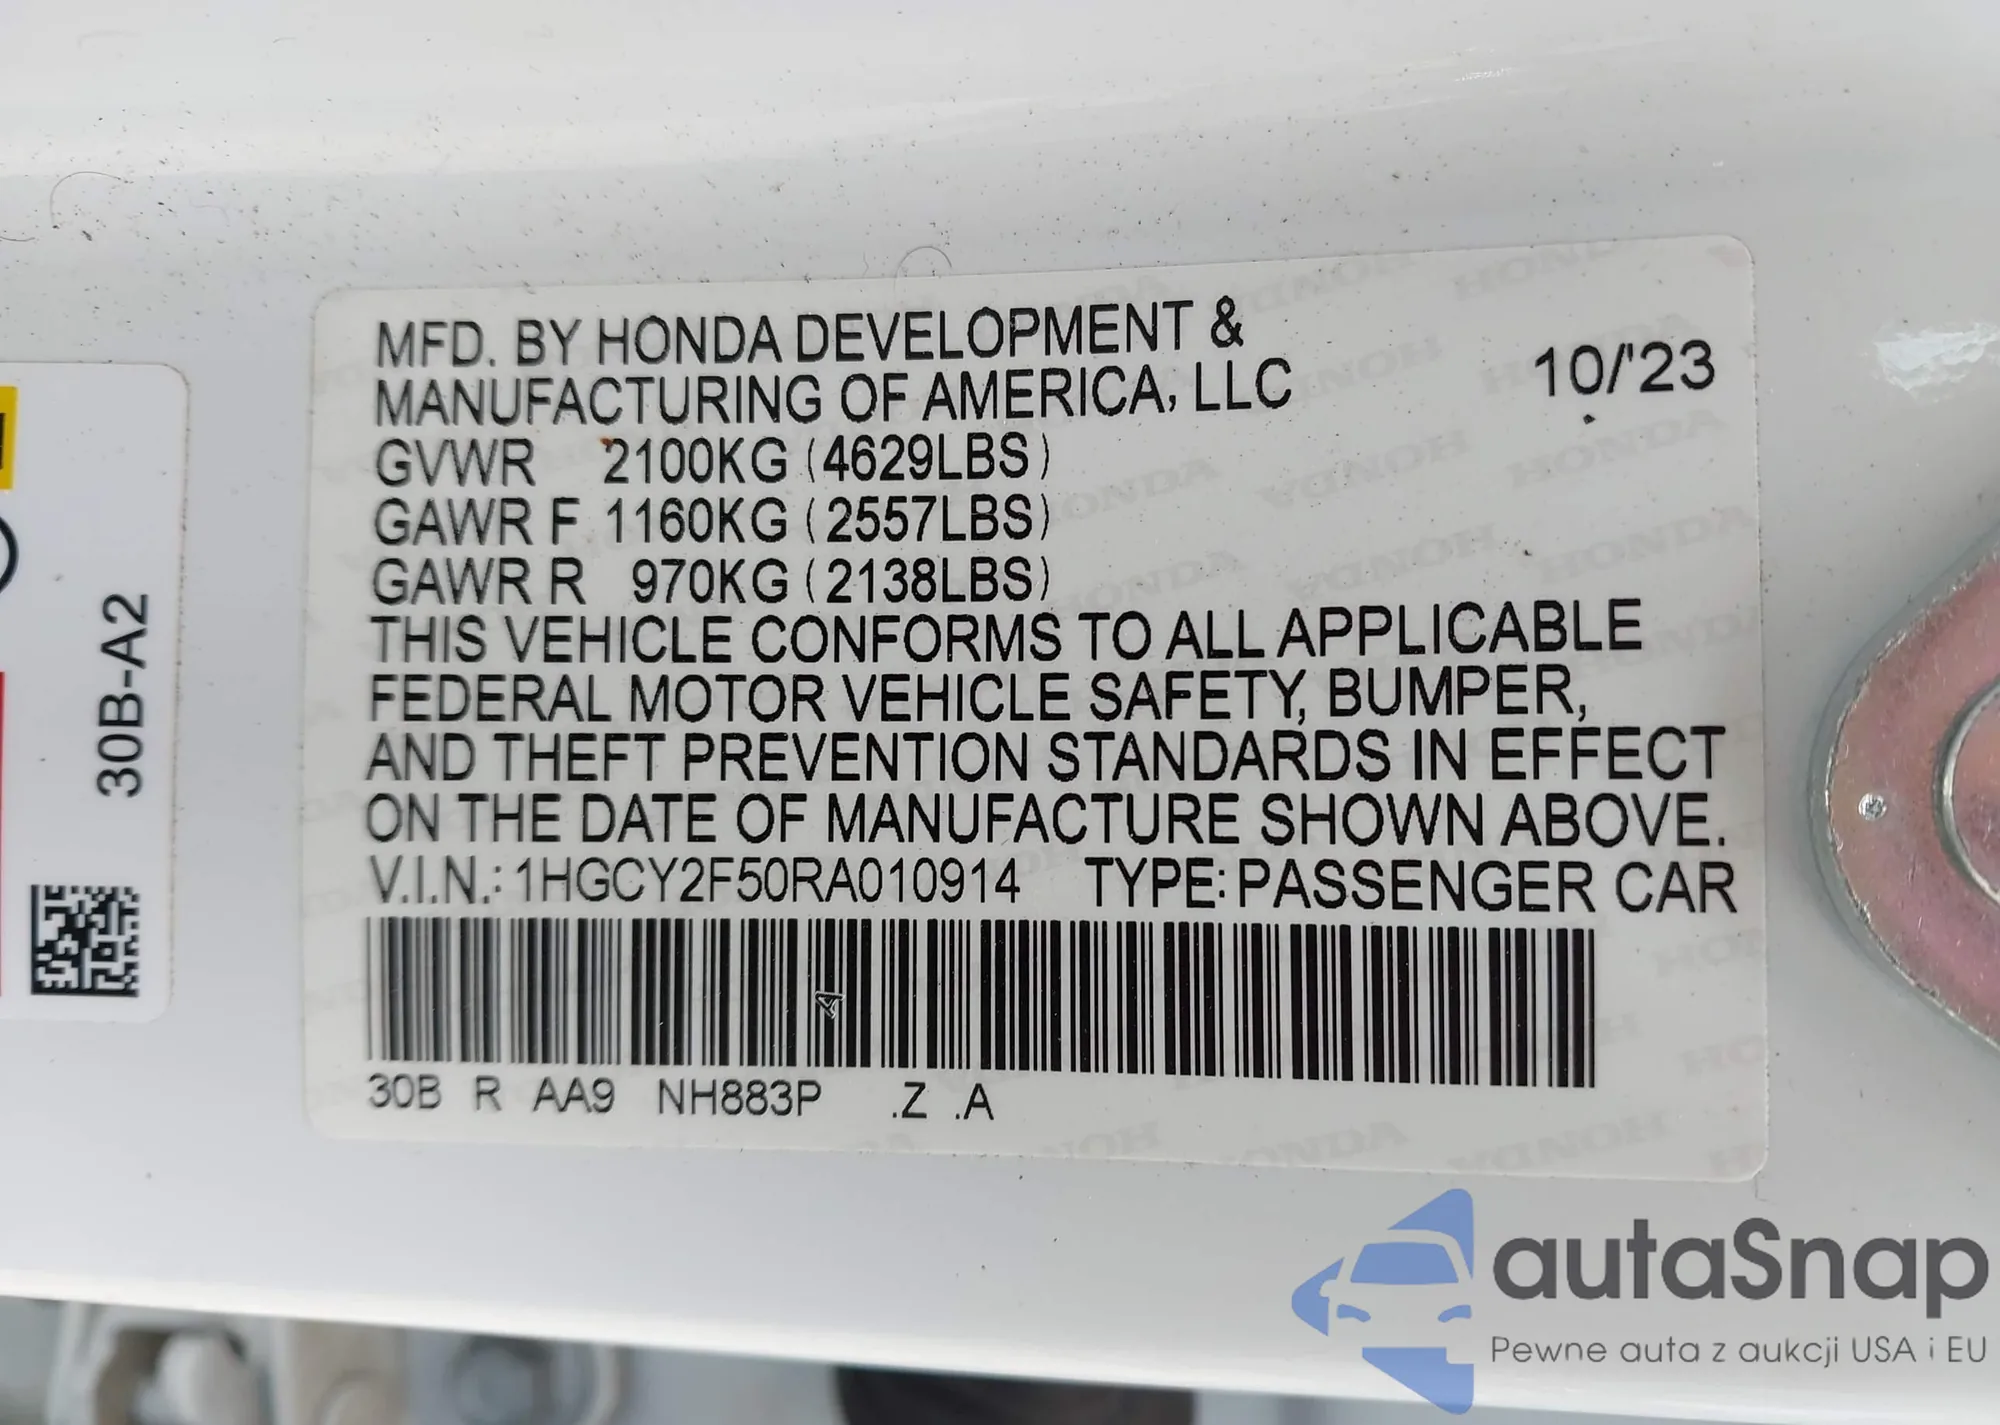 MFD. BY HONDA DEVELOPMENT &
MANUFACTURING OF AMERICA, LLC 10/'23
GVWR 2100KG (4629LBS)
GAWR F 1160KG (2557LBS)
GAWR R 970KG (2138LBS)
THIS VEHICLE CONFORMS TO ALL APPLICABLE
FEDERAL MOTOR VEHICLE SAFETY, BUMPER,
AND THEFT PREVENTION STANDARDS IN EFFECT
ON THE DATE OF MANUFACTURE SHOWN ABOVE.
V.I.N.: 1HGCY2F50RA010914 TYPE: PASSENGER CAR
A
30B R AA9 NH883P .Z .A
30B-A2
autaSnap
Pewne auta z aukcji USA i EU